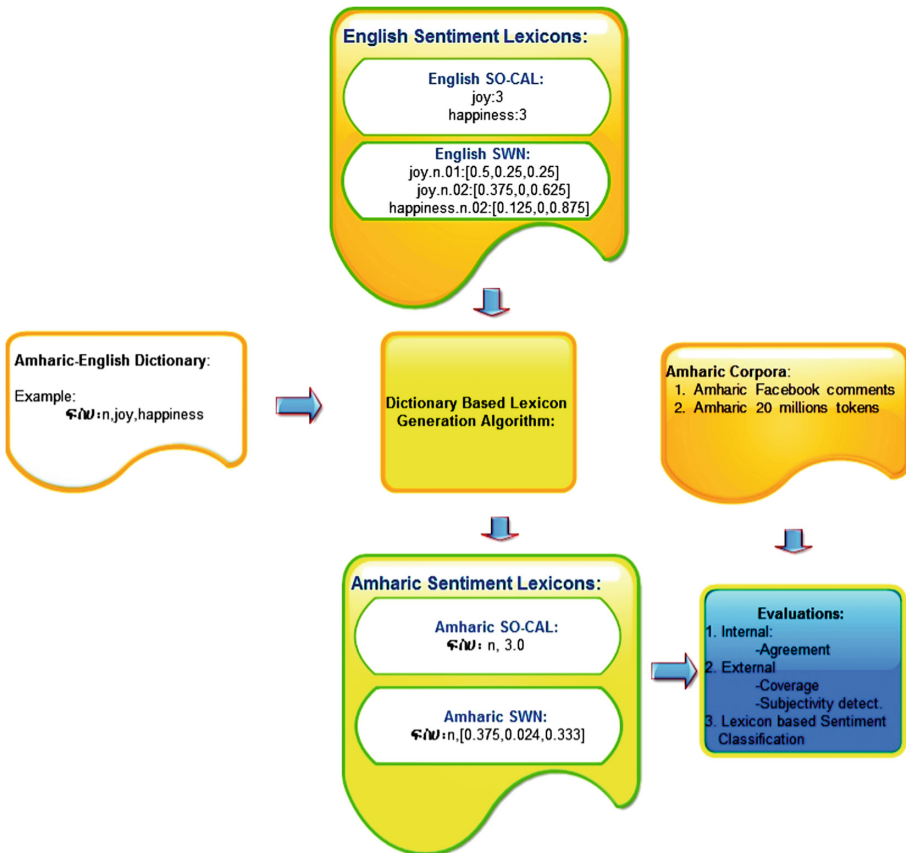 English Sentiment Lexicons:
English SO-CAL:
joy:3
happiness:3
English SWN:
joy.n.01:[0.5,0.25,0.25]
joy.n.02:[0.375,0,0.625]
happiness.n.02:[0.125,0,0.875]
Amharic-English Dictionary:
Example:
ፍስሀ፡n,joy,happiness
Dictionary Based Lexicon
Generation Algorithm:
Amharic Corpora:
1. Amharic Facebook comments
2. Amharic 20 millions tokens
Amharic Sentiment Lexicons:
Amharic SO-CAL:
ፍስሀ፡ n, 3.0
Amharic SWN:
ፍስሀ፡n,[0.375,0.024,0.333]
Evaluations:
1. Internal:
-Agreement
2. External
-Coverage
-Subjectivity detect.
3. Lexicon based Sentiment
Classification